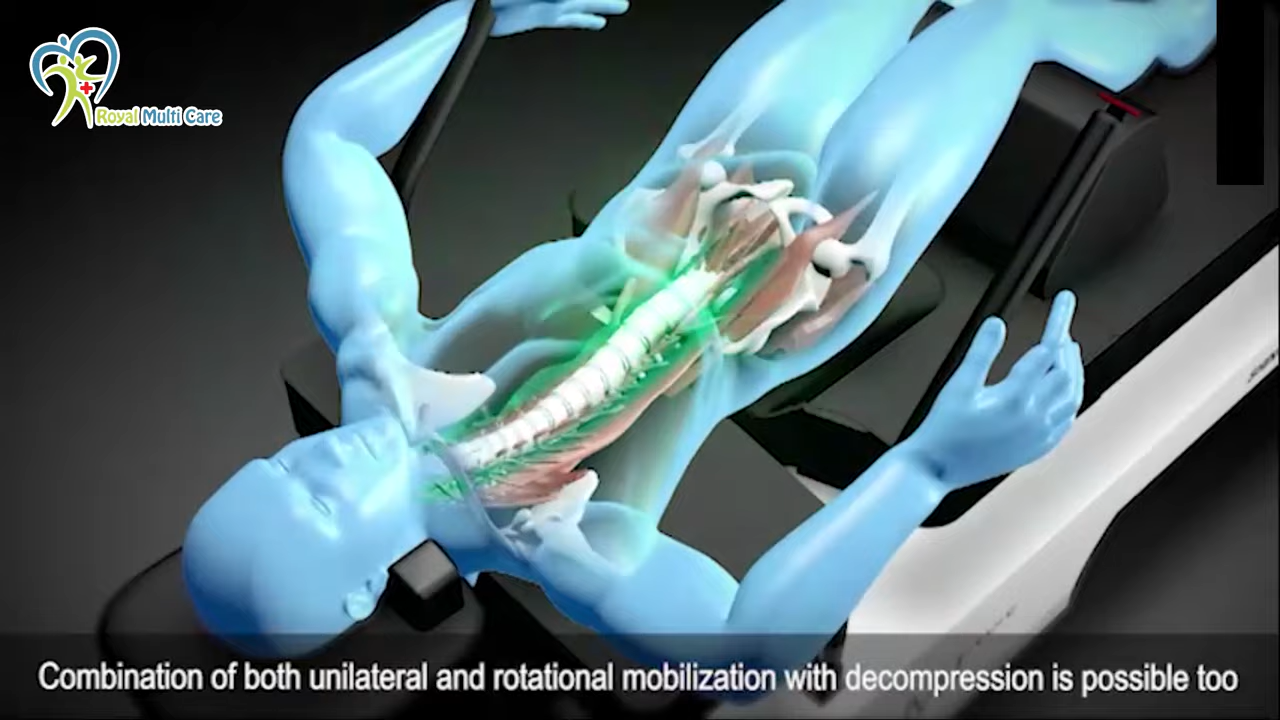 Royal Multi Care
Combination of both unilateral and rotational mobilization with decompression is possible too